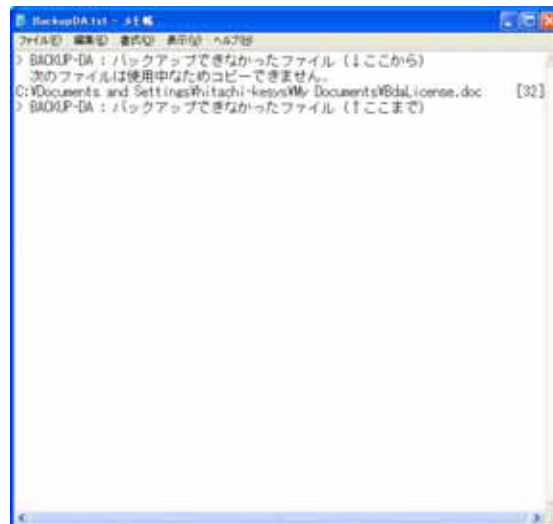 BackupDA.txt - メモ帳
ファイル(F) 編集(E) 書式(O) 表示(V) ヘルプ(H)
> BACKUP-DA : バックアップできなかったファイル (↓ここから)
次のファイルは使用中なためコピーできません。
C:¥Documents and Settings¥hitachi-kesys¥My Documents¥BdaLicense.doc [32]
> BACKUP-DA : バックアップできなかったファイル (↑ここまで)